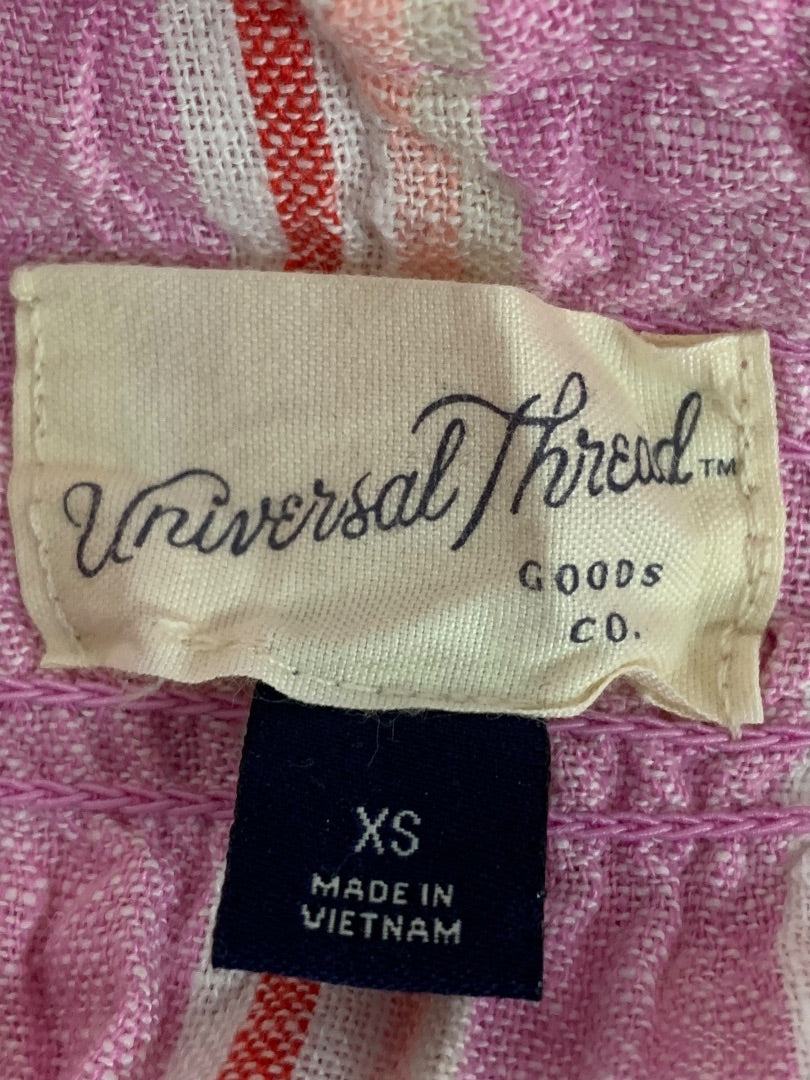 Universal Thread™
GOODS
CO.
XS
MADE IN
VIETNAM